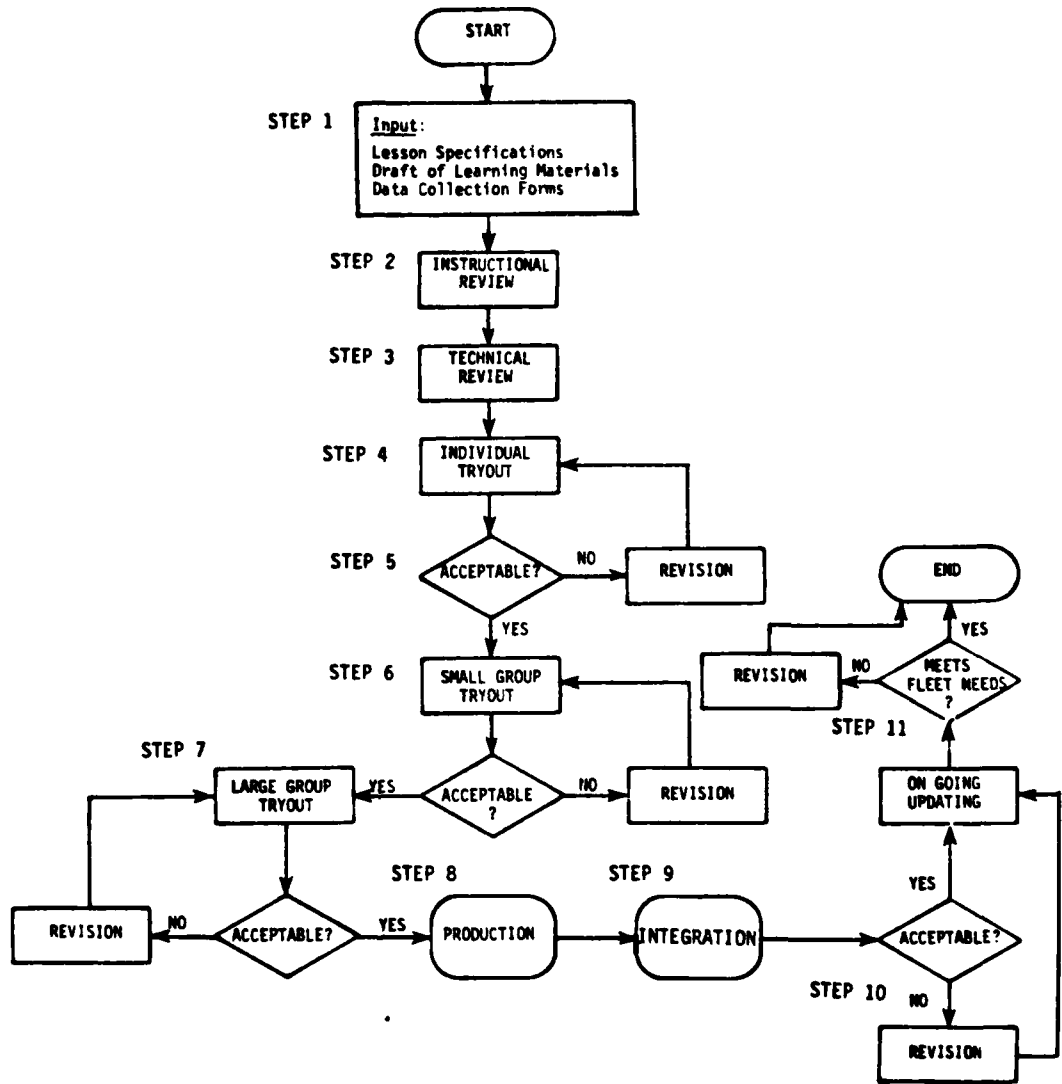 START
STEP 1
Input:
Lesson Specifications
Draft of Learning Materials
Data Collection Forms
STEP 2
INSTRUCTIONAL
REVIEW
STEP 3
TECHNICAL
REVIEW
STEP 4
INDIVIDUAL
TRYOUT
STEP 5
ACCEPTABLE?
NO
REVISION
YES
STEP 6
SMALL GROUP
TRYOUT
ACCEPTABLE
?
NO
REVISION
YES
STEP 7
LARGE GROUP
TRYOUT
ACCEPTABLE?
NO
REVISION
YES
STEP 8
PRODUCTION
STEP 9
INTEGRATION
ACCEPTABLE?
STEP 10
NO
REVISION
YES
ON GOING
UPDATING
STEP 11
MEETS
FLEET NEEDS
?
NO
REVISION
YES
END